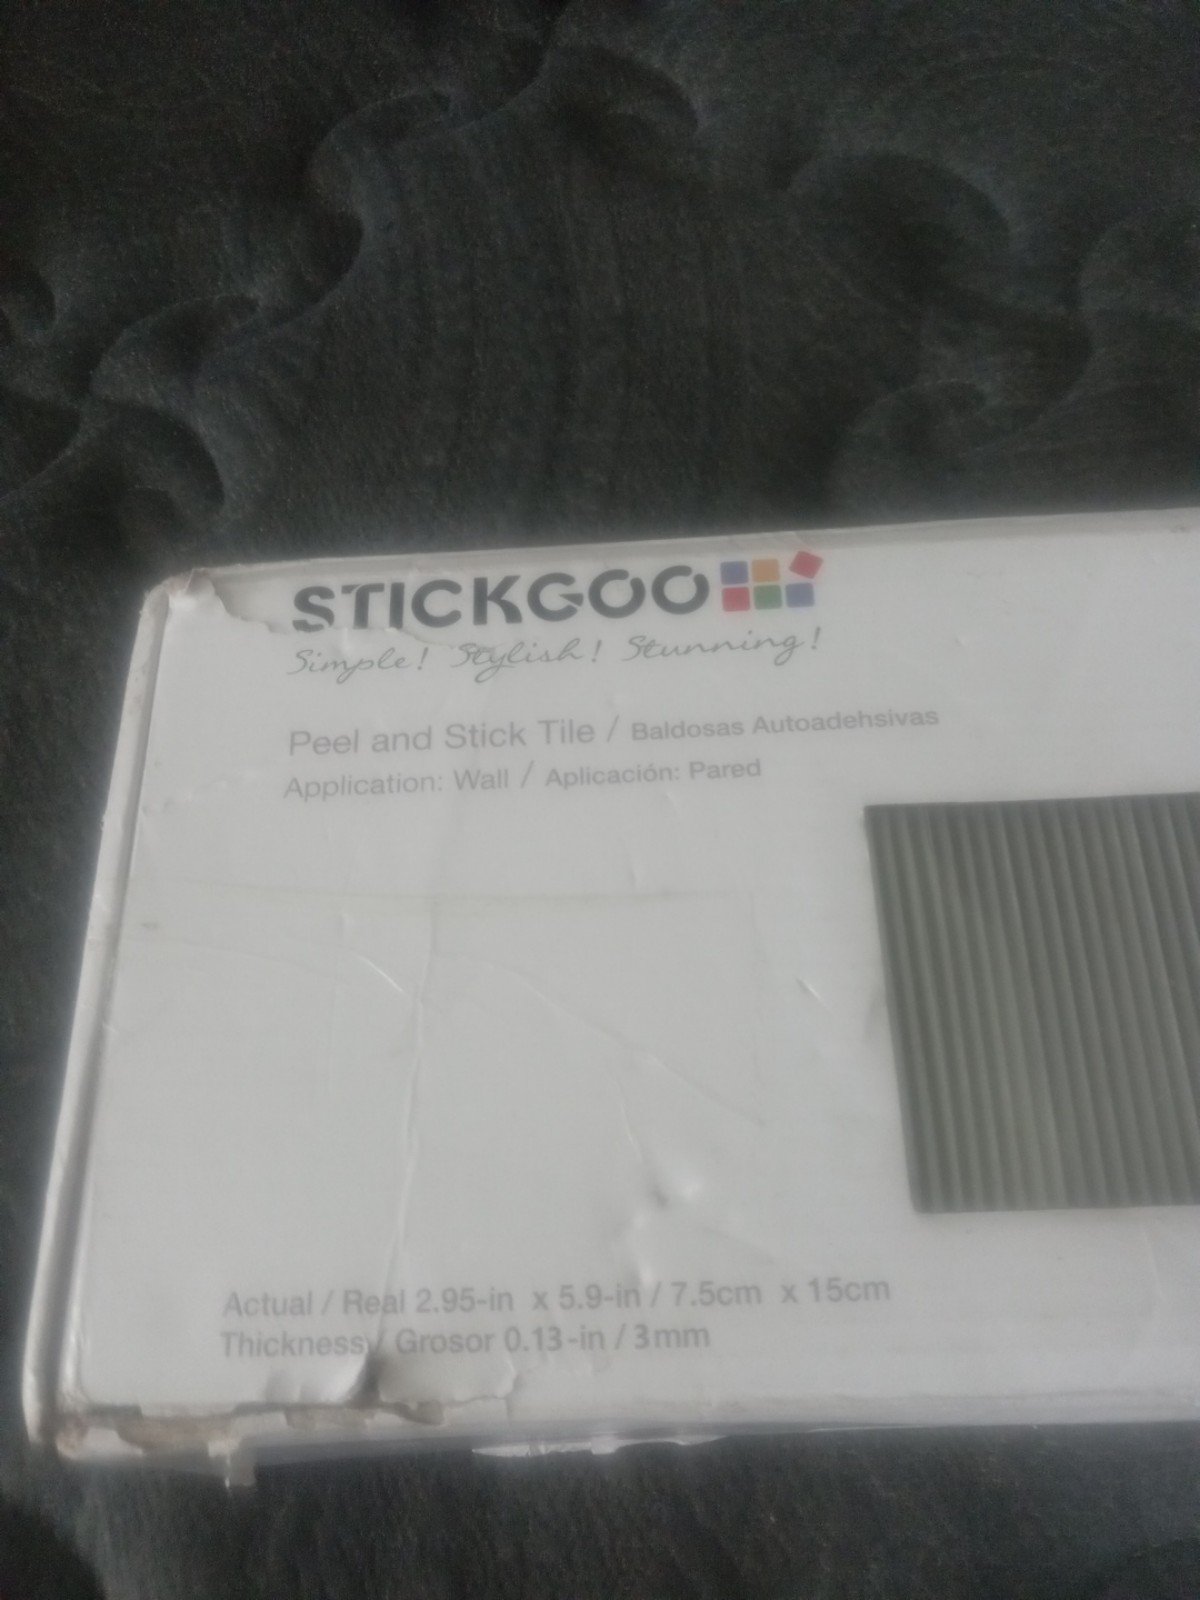 STICKGOO
Simple! Stylish! Stunning!
Peel and Stick Tile / Baldosas Autoadehsivas
Application: Wall / Aplicación: Pared
Actual / Real 2.95-in x 5.9-in / 7.5cm x 15cm
Thickness/ Grosor 0.13-in / 3mm